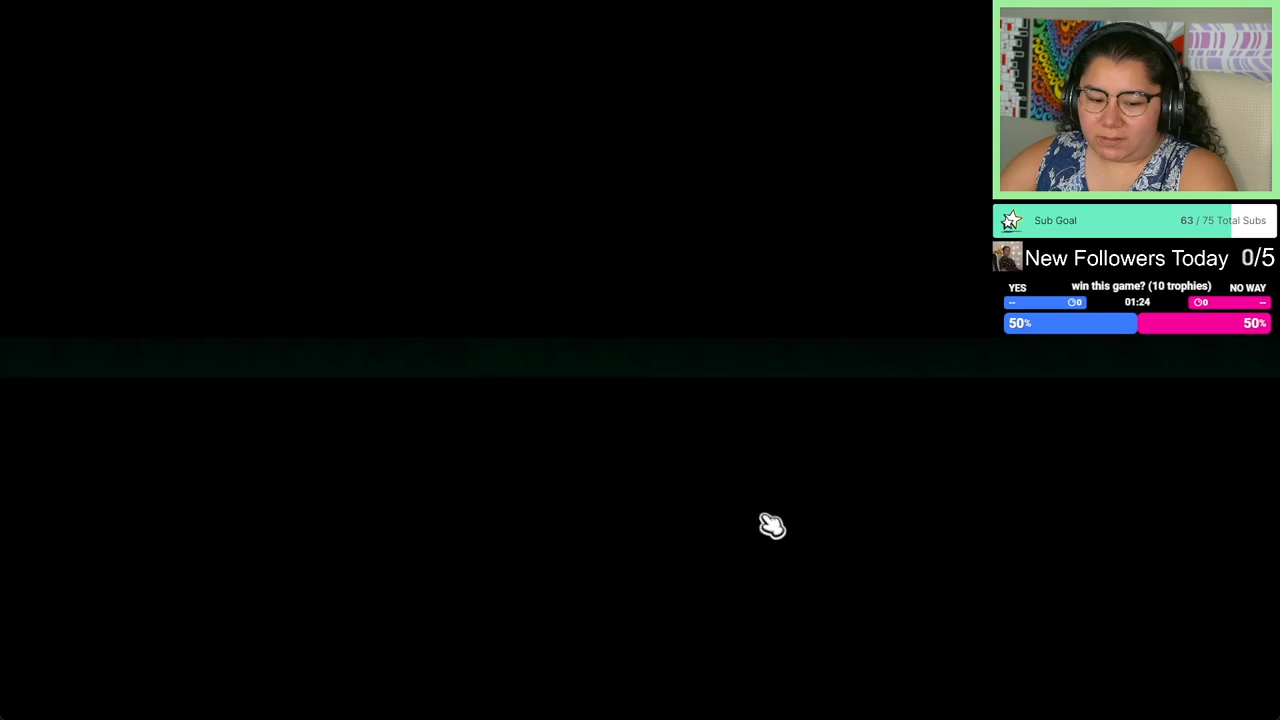 Sub Goal 63 / 75 Total Subs
New Followers Today 0/5
YES win this game? (10 trophies) NO WAY
-- 0 01:24 0 --
50% 50%